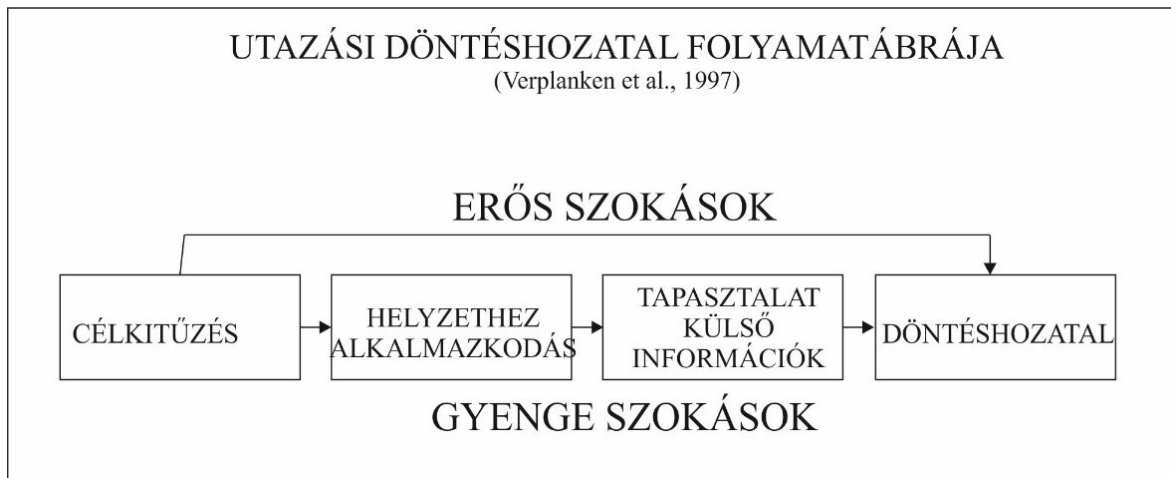 UTAZÁSI DÖNTÉSHOZATAL FOLYAMATÁBRÁJA
(Verplanken et al., 1997)
ERŐS SZOKÁSOK
CÉLKITŰZÉS
HELYZETHEZ
ALKALMAZKODÁS
TAPASZTALAT
KÜLSŐ
INFORMÁCIÓK
DÖNTÉSHOZATAL
GYENGE SZOKÁSOK